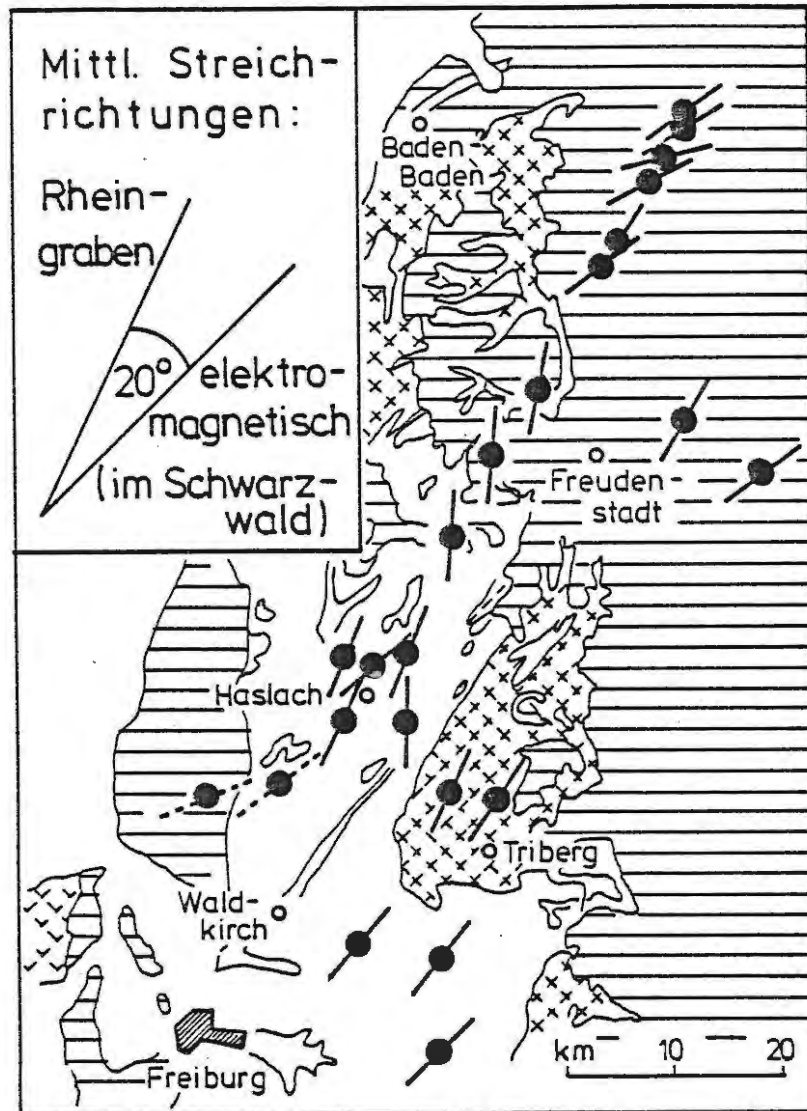 Mittl. Streich-
richtungen:
Rhein-
graben
20° elektro-
magnetisch
(im Schwarz-
wald)
Baden-
Baden
Freuden-
stadt
Haslach
Triberg
Wald-
kirch
Freiburg
km 10 20